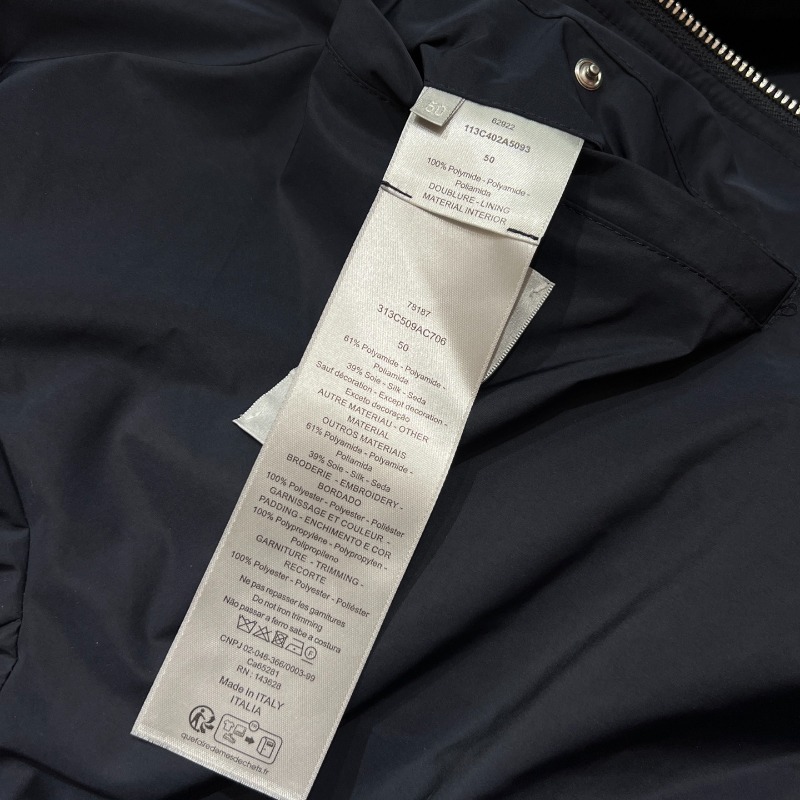 50
62922
113C402A5093
50
100% Polymide - Polyamide -
Poliamida
DOUBLURE - LINING
MATERIAL INTERIOR
78187
313C509AC706
50
61% Polyamide - Polyamide -
Poliamida
39% Soie - Silk - Seda
Sauf décoration - Except decoration -
Exceto decoração
AUTRE MATERIAU - OTHER
MATERIAL
OUTROS MATERIAIS
61% Polyamide - Polyamide -
Poliamida
39% Soie - Silk - Seda
BRODERIE - EMBROIDERY -
BORDADO
100% Polyester - Polyester - Poliéster
GARNISSAGE ET COULEUR -
PADDING - ENCHIMENTO E COR
100% Polypropylène - Polypropyfen -
Polipropileno
GARNITURE - TRIMMING -
RECORTE
100% Polyester - Polyester - Poliéster
Ne pas repasser les garnitures
Do not iron trimming
Não passar a ferro sabe a costura
CNPJ 02-046-366/0003-99
Ca65281
RN : 143628
Made in ITALY
ITALIA
quefairedemesdechets.fr